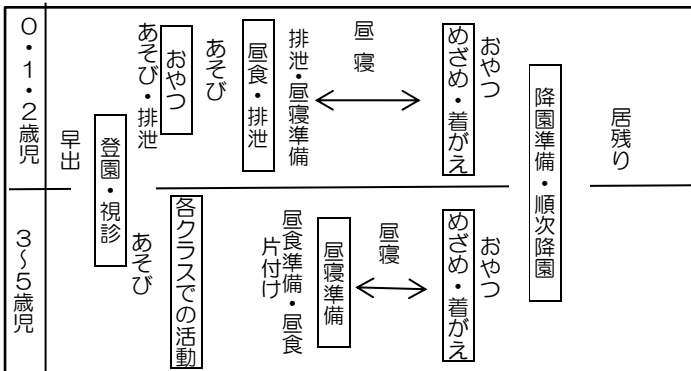 0・1・2歳児
早出
登園・視診
あそび・排泄
おやつ
あそび
昼食・排泄
排泄・昼寝準備
昼寝
めざめ・着がえ
おやつ
降園準備・順次降園
居残り
3～5歳児
あそび
各クラスでの活動
昼食準備・昼食
片付け
昼寝準備
昼寝
めざめ・着がえ
おやつ